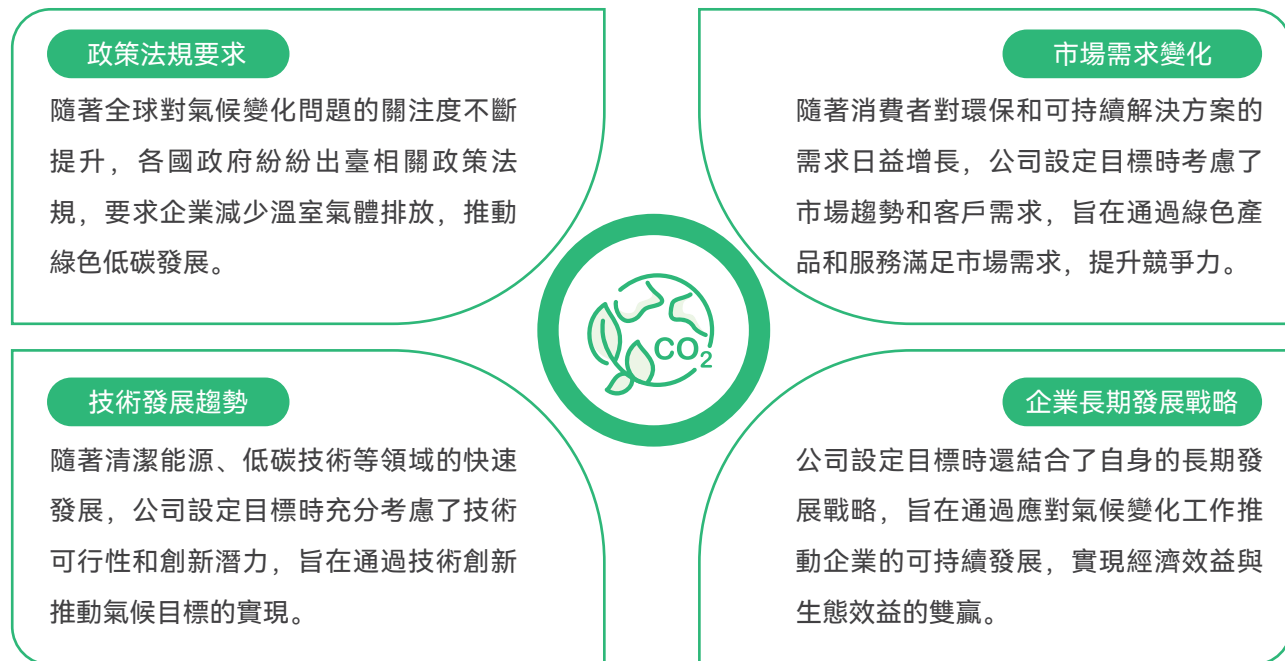 政策法規要求
隨著全球對氣候變化問題的關注度不斷
提升，各國政府紛紛出臺相關政策法
規，要求企業減少溫室氣體排放，推動
綠色低碳發展。
市場需求變化
隨著消費者對環保和可持續解決方案的
需求日益增長，公司設定目標時考慮了
市場趨勢和客戶需求，旨在通過綠色產
品和服務滿足市場需求，提升競爭力。
CO₂
技術發展趨勢
隨著清潔能源、低碳技術等領域的快速
發展，公司設定目標時充分考慮了技術
可行性和創新潛力，旨在通過技術創新
推動氣候目標的實現。
企業長期發展戰略
公司設定目標時還結合了自身的長期發
展戰略，旨在通過應對氣候變化工作推
動企業的可持續發展，實現經濟效益與
生態效益的雙贏。